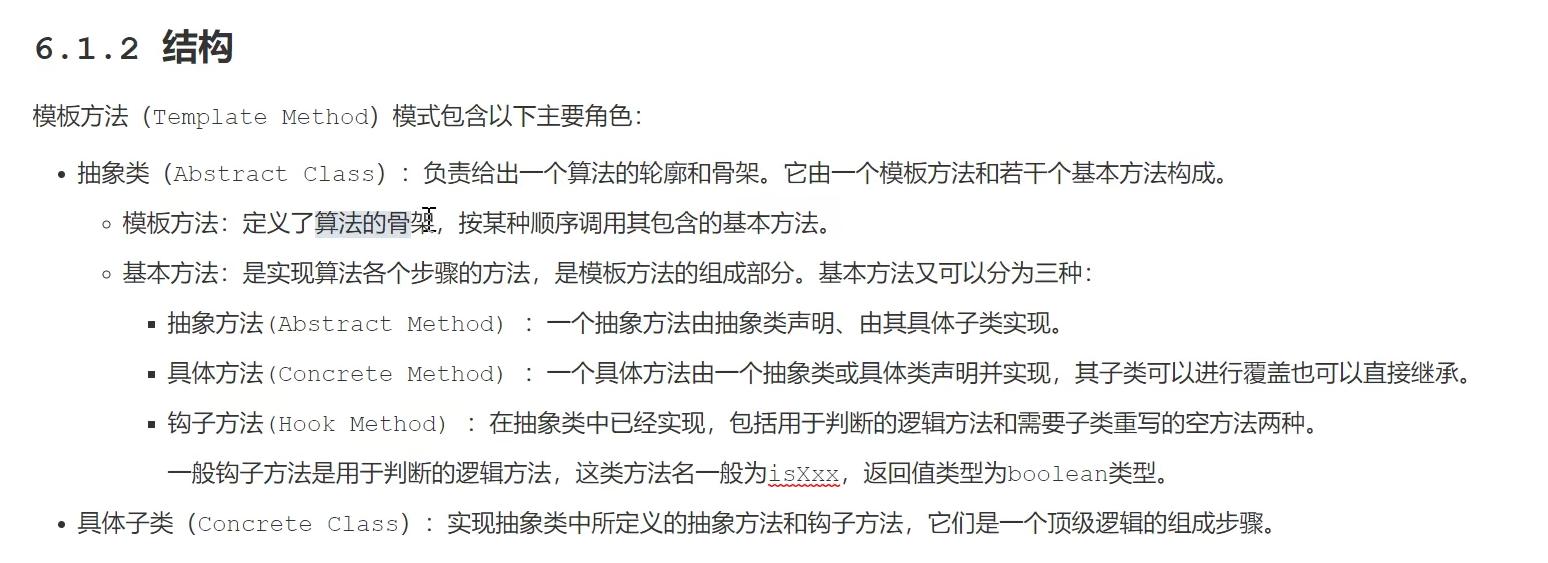 6.1.2 结构
模板方法（Template Method）模式包含以下主要角色：
抽象类（Abstract Class）：负责给出一个算法的轮廓和骨架。它由一个模板方法和若干个基本方法构成。
模板方法：定义了算法的骨架，按某种顺序调用其包含的基本方法。
基本方法：是实现算法各个步骤的方法，是模板方法的组成部分。基本方法又可以分为三种：
抽象方法(Abstract Method) ：一个抽象方法由抽象类声明、由其具体子类实现。
具体方法(Concrete Method) ：一个具体方法由一个抽象类或具体类声明并实现，其子类可以进行覆盖也可以直接继承。
钩子方法(Hook Method) ：在抽象类中已经实现，包括用于判断的逻辑方法和需要子类重写的空方法两种。
一般钩子方法是用于判断的逻辑方法，这类方法名一般为isXxx，返回值类型为boolean类型。
具体子类（Concrete Class）：实现抽象类中所定义的抽象方法和钩子方法，它们是一个顶级逻辑的组成步骤。